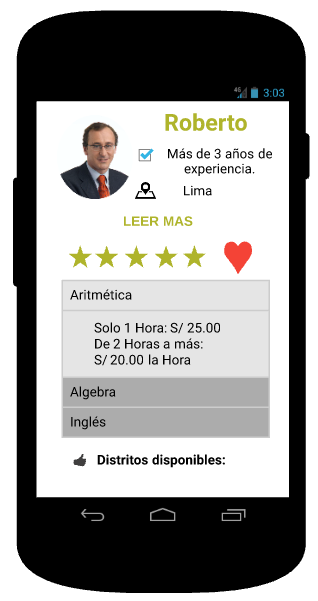 4G 3:03
Roberto
Más de 3 años de
experiencia.
Lima
LEER MAS
Aritmética
Solo 1 Hora: S/ 25.00
De 2 Horas a más:
S/ 20.00 la Hora
Algebra
Inglés
Distritos disponibles: